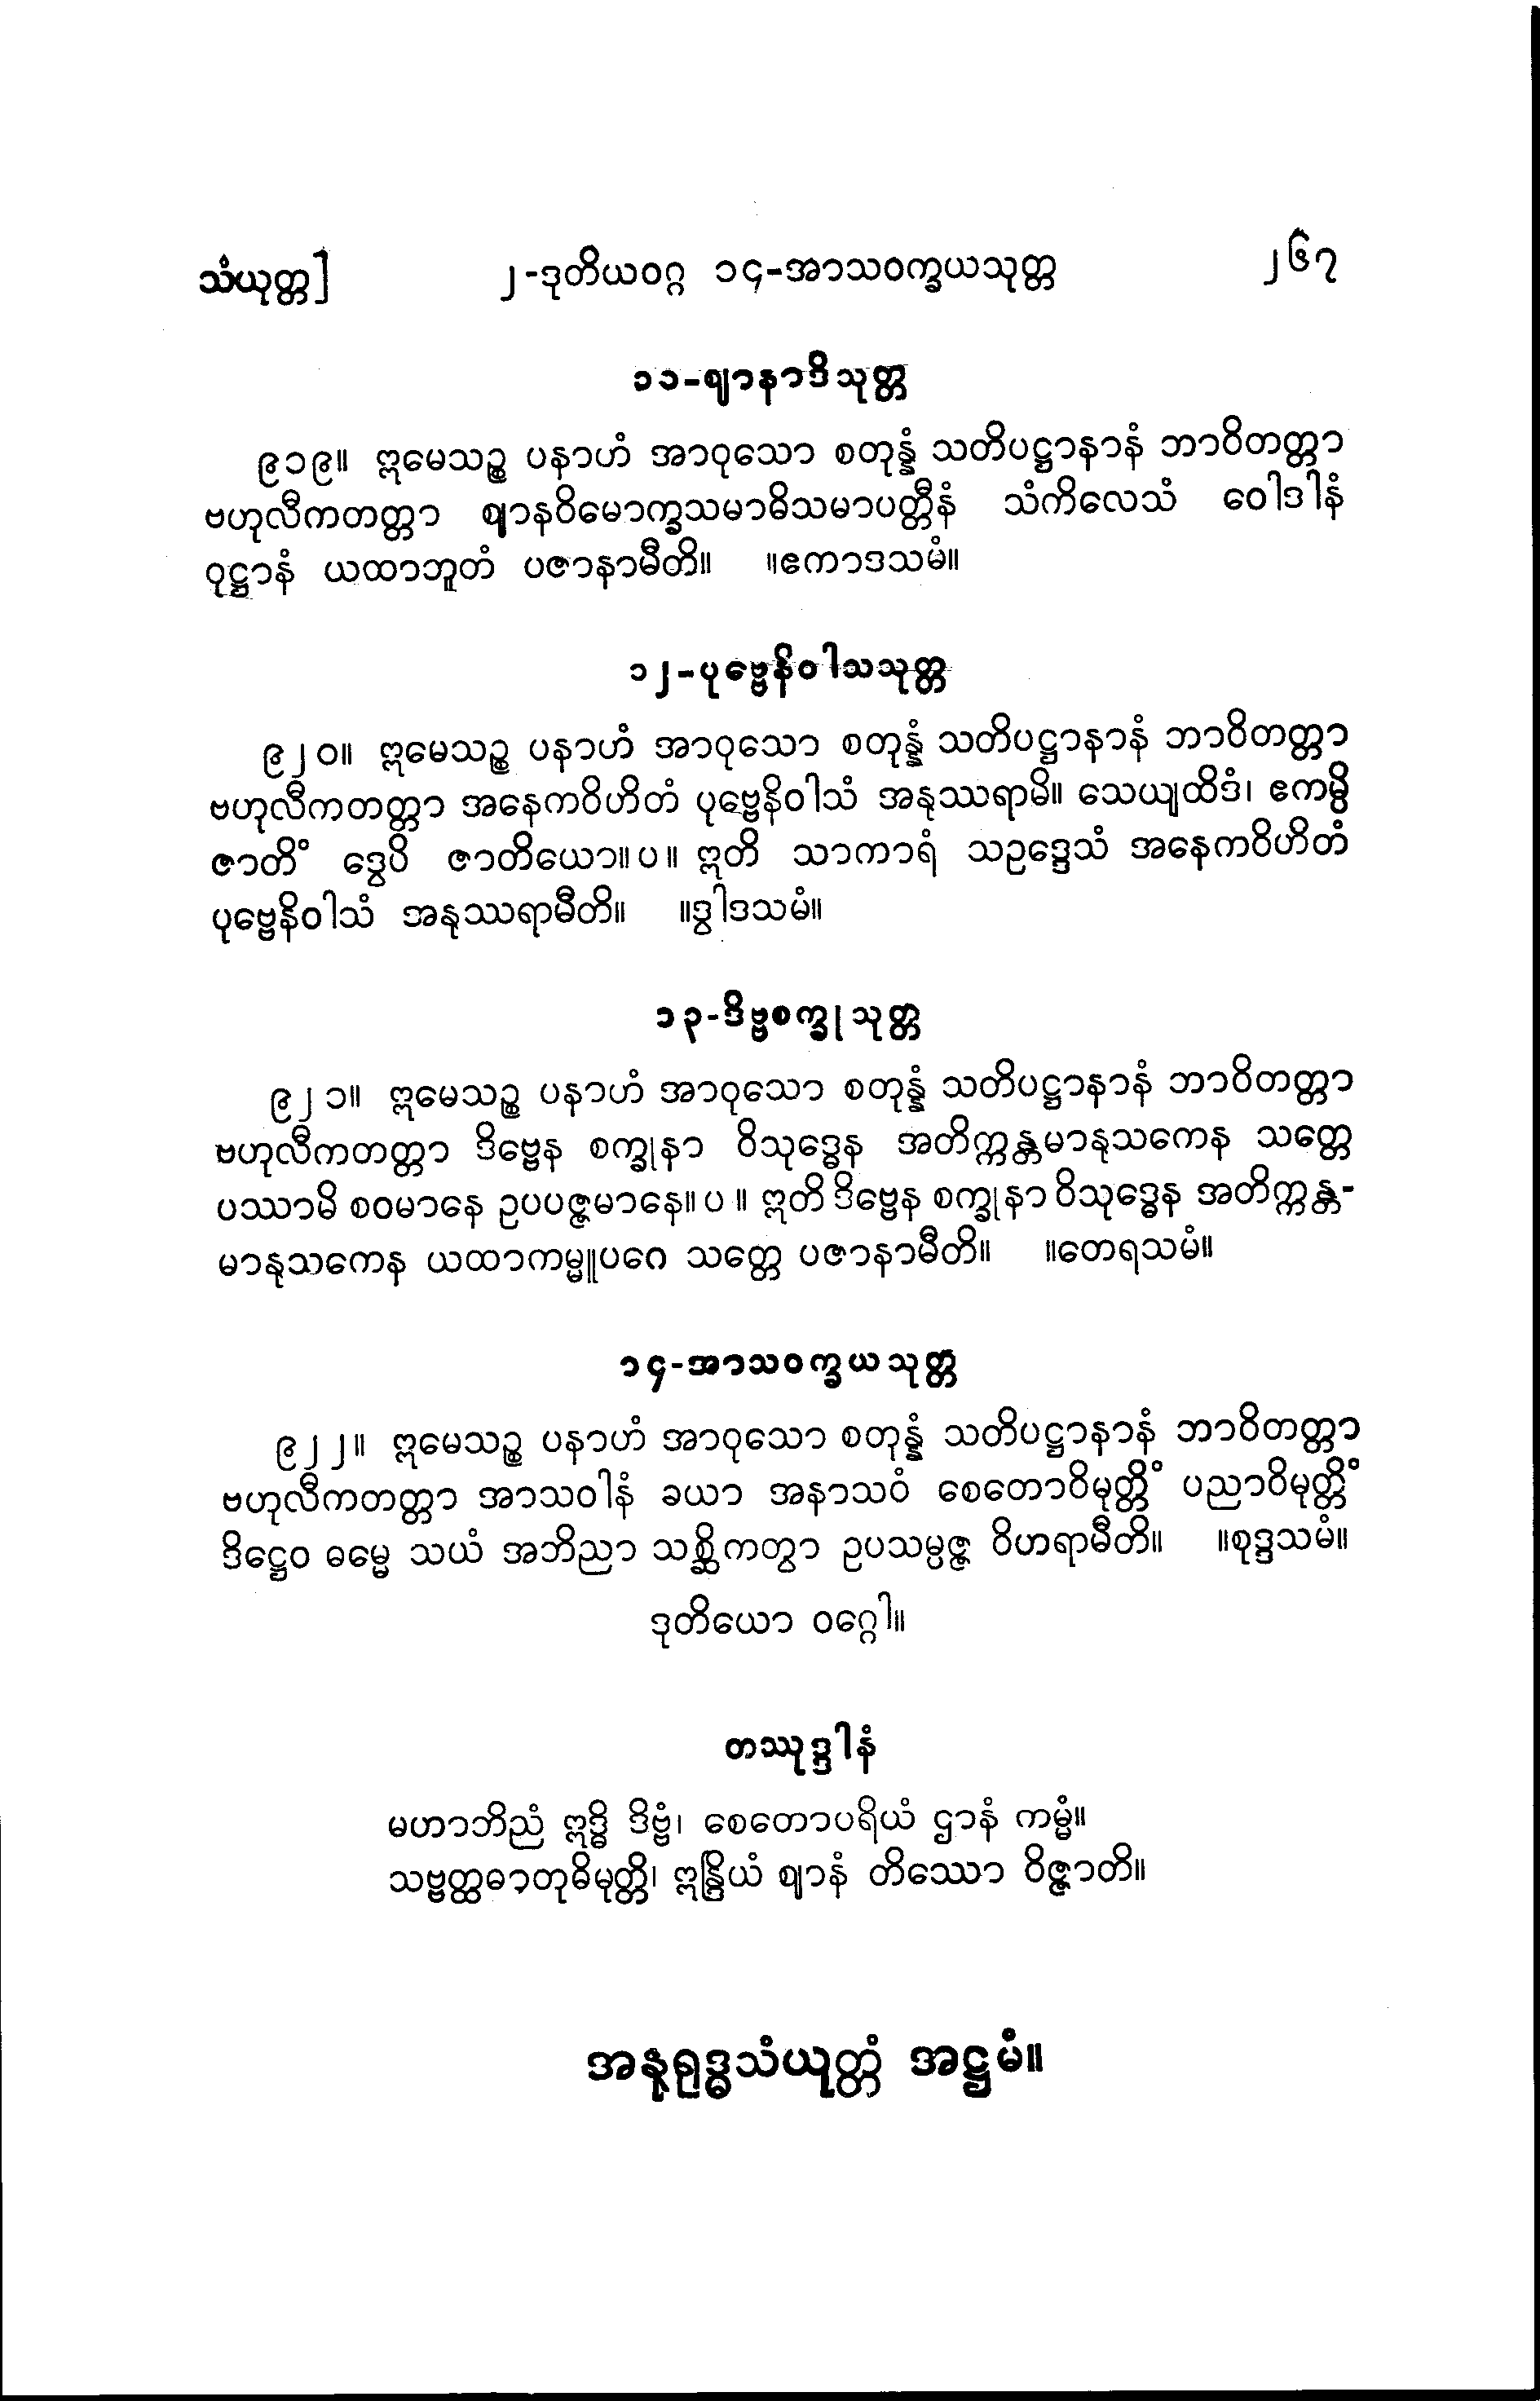 သံယုတ္တ] ၂-ဒုတိယဝဂ္ဂ ၁၄-အာသဝက္ခယသုတ္တ ၂၆၇
၁၁-ဈာနာဒိသုတ္တ
၉၁၉။ ဣမေသဉ္စ ပနာဟံ အာဝုသော စတုန္နံ သတိပဋ္ဌာနာနံ ဘာဝိတတ္တာ
ဗဟုလီကတတ္တာ ဈာနဝိမောက္ခသမာဓိသမာပတ္တီနံ သံကိလေသံ ဝေါဒါနံ
ဝုဋ္ဌာနံ ယထာဘူတံ ပဇာနာမီတိ။ ။ဧကာဒသမံ။
၁၂-ပုဗ္ဗေနိဝါသသုတ္တ
၉၂၀။ ဣမေသဉ္စ ပနာဟံ အာဝုသော စတုန္နံ သတိပဋ္ဌာနာနံ ဘာဝိတတ္တာ
ဗဟုလီကတတ္တာ အနေကဝိဟိတံ ပုဗ္ဗေနိဝါသံ အနုဿရာမိ။ သေယျထိဒံ၊ ဧကမ္ပိ
ဇာတိံ ဒွေပိ ဇာတိယော။ပ။ ဣတိ သာကာရံ သဥဒ္ဒေသံ အနေကဝိဟိတံ
ပုဗ္ဗေနိဝါသံ အနုဿရာမီတိ။ ။ဒွါဒသမံ။
၁၃-ဒိဗ္ဗစက္ခုသုတ္တ
၉၂၁။ ဣမေသဉ္စ ပနာဟံ အာဝုသော စတုန္နံ သတိပဋ္ဌာနာနံ ဘာဝိတတ္တာ
ဗဟုလီကတတ္တာ ဒိဗ္ဗေန စက္ခုနာ ဝိသုဒ္ဓေန အတိက္ကန္တမာနုသကေန သတ္တေ
ပဿာမိ စဝမာနေ ဥပပဇ္ဇမာနေ။ပ။ ဣတိ ဒိဗ္ဗေန စက္ခုနာ ဝိသုဒ္ဓေန အတိက္ကန္တ-
မာနုသကေန ယထာကမ္မူပဂေ သတ္တေ ပဇာနာမီတိ။ ။တေရသမံ။
၁၄-အာသဝက္ခယသုတ္တ
၉၂၂။ ဣမေသဉ္စ ပနာဟံ အာဝုသော စတုန္နံ သတိပဋ္ဌာနာနံ ဘာဝိတတ္တာ
ဗဟုလီကတတ္တာ အာသဝါနံ ခယာ အနာသဝံ စေတောဝိမုတ္တိံ ပညာဝိမုတ္တိံ
ဒိဋ္ဌေဝ ဓမ္မေ သယံ အဘိညာ သစ္ဆိကတွာ ဥပသမ္ပဇ္ဇ ဝိဟရာမီတိ။ ။စုဒ္ဒသမံ။
ဒုတိယော ဝဂ္ဂေါ။
တဿုဒ္ဒါနံ
မဟာဘိညံ ဣဒ္ဓိ ဒိဗ္ဗံ၊ စေတောပရိယံ ဌာနံ ကမ္မံ။
သဗ္ဗတ္ထဓာတုဓိမုတ္တိ၊ ဣန္ဒြိယံ ဈာနံ တိဿော ဝိဇ္ဇာတိ။
အနုရုဒ္ဓသံယုတ္တံ အဋ္ဌမံ။